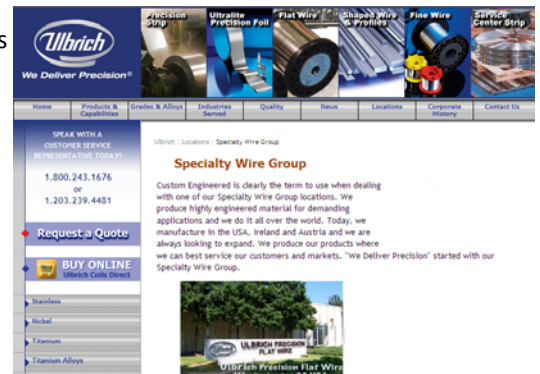 s
Ulbrich
We Deliver Precision®
Precision
Strip
Ultralite
Precision Foil
Flat Wire
Shaped Wire
& Profiles
Fine Wire
Service
Center Strip
Home
Products &
Capabilities
Grades & Alloys
Industries
Served
Quality
News
Locations
Corporate
History
Contact Us
SPEAK WITH A
CUSTOMER SERVICE
REPRESENTATIVE TODAY!
1.800.243.1676
or
1.203.239.4481
Request a Quote
BUY ONLINE
Ulbrich Coils Direct
Stainless
Nickel
Titanium
Titanium Alloys
Ulbrich : Locations : Specialty Wire Group
Specialty Wire Group
Custom Engineered is clearly the term to use when dealing
with one of our Specialty Wire Group locations. We
produce highly engineered material for demanding
applications and we do it all over the world. Today, we
manufacture in the USA, Ireland and Austria and we are
always looking to expand. We produce our products where
we can best service our customers and markets. "We Deliver Precision" started with our
Specialty Wire Group.
ULBRICH PRECISION
FLAT WIRE
Ulbrich Precision Flat Wire